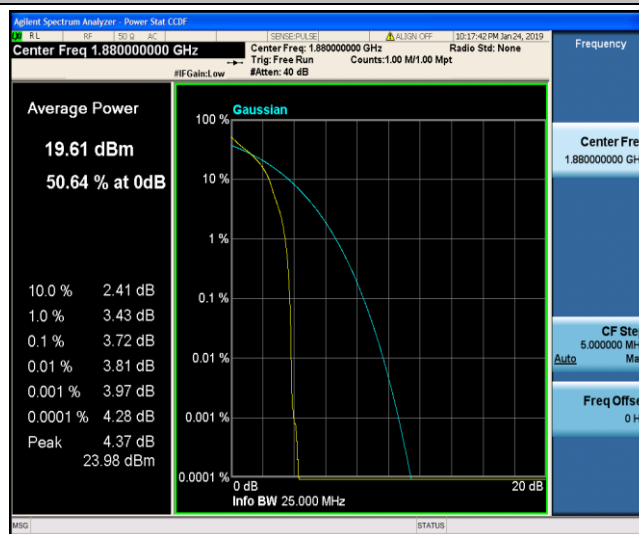 Agilent Spectrum Analyzer - Power Stat CCDF
RL RF 50 Ω AC SENSE:PULSE ALIGN OFF 10:17:42 PM Jan 24, 2019
Center Freq 1.880000000 GHz
Center Freq: 1.880000000 GHz Radio Std: None
Trig: Free Run Counts:1.00 M/1.00 Mpt
#IFGain:Low #Atten: 40 dB
Frequency
Average Power
19.61 dBm
50.64 % at 0dB
10.0 % 2.41 dB
1.0 % 3.43 dB
0.1 % 3.72 dB
0.01 % 3.81 dB
0.001 % 3.97 dB
0.0001 % 4.28 dB
Peak 4.37 dB
23.98 dBm
Gaussian
100 %
10 %
1 %
0.1 %
0.01 %
0.001 %
0.0001 %
0 dB 20 dB
Info BW 25.000 MHz
Center Fre
1.880000000 GH
CF Ste
5.000000 MH
Auto Ma
Freq Offse
0 H
MSG STATUS